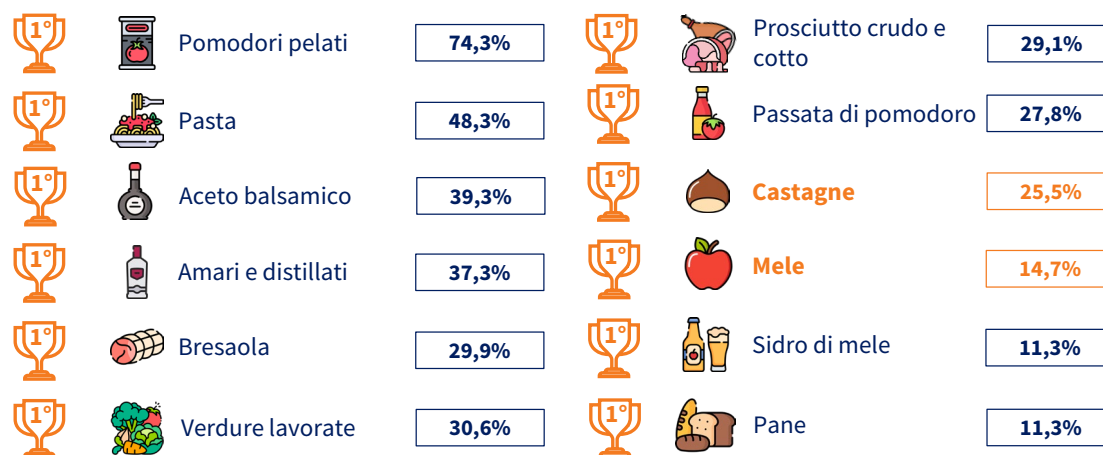 1° Pomodori pelati 74,3%
1° Pasta 48,3%
1° Aceto balsamico 39,3%
1° Amari e distillati 37,3%
1° Bresaola 29,9%
1° Verdure lavorate 30,6%
1° Prosciutto crudo e
cotto 29,1%
1° Passata di pomodoro 27,8%
1° Castagne 25,5%
1° Mele 14,7%
1° Sidro di mele 11,3%
1° Pane 11,3%